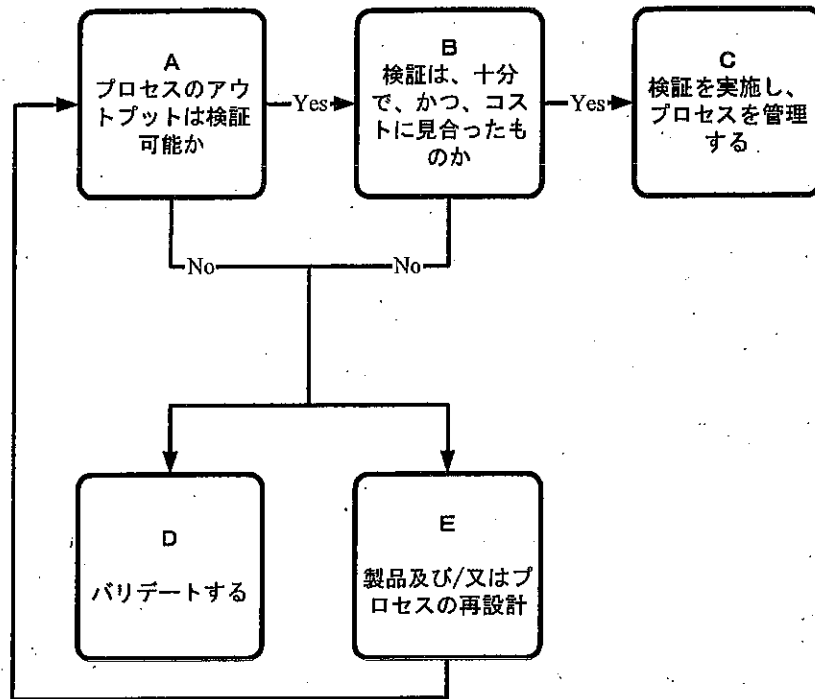 A
プロセスのアウ
トプットは検証
可能か
Yes
B
検証は、十分
で、かつ、コス
トに見合ったも
のか
Yes
C
検証を実施し、
プロセスを管理
する
No
No
D
バリデートする
E
製品及び/又はプ
ロセスの再設計